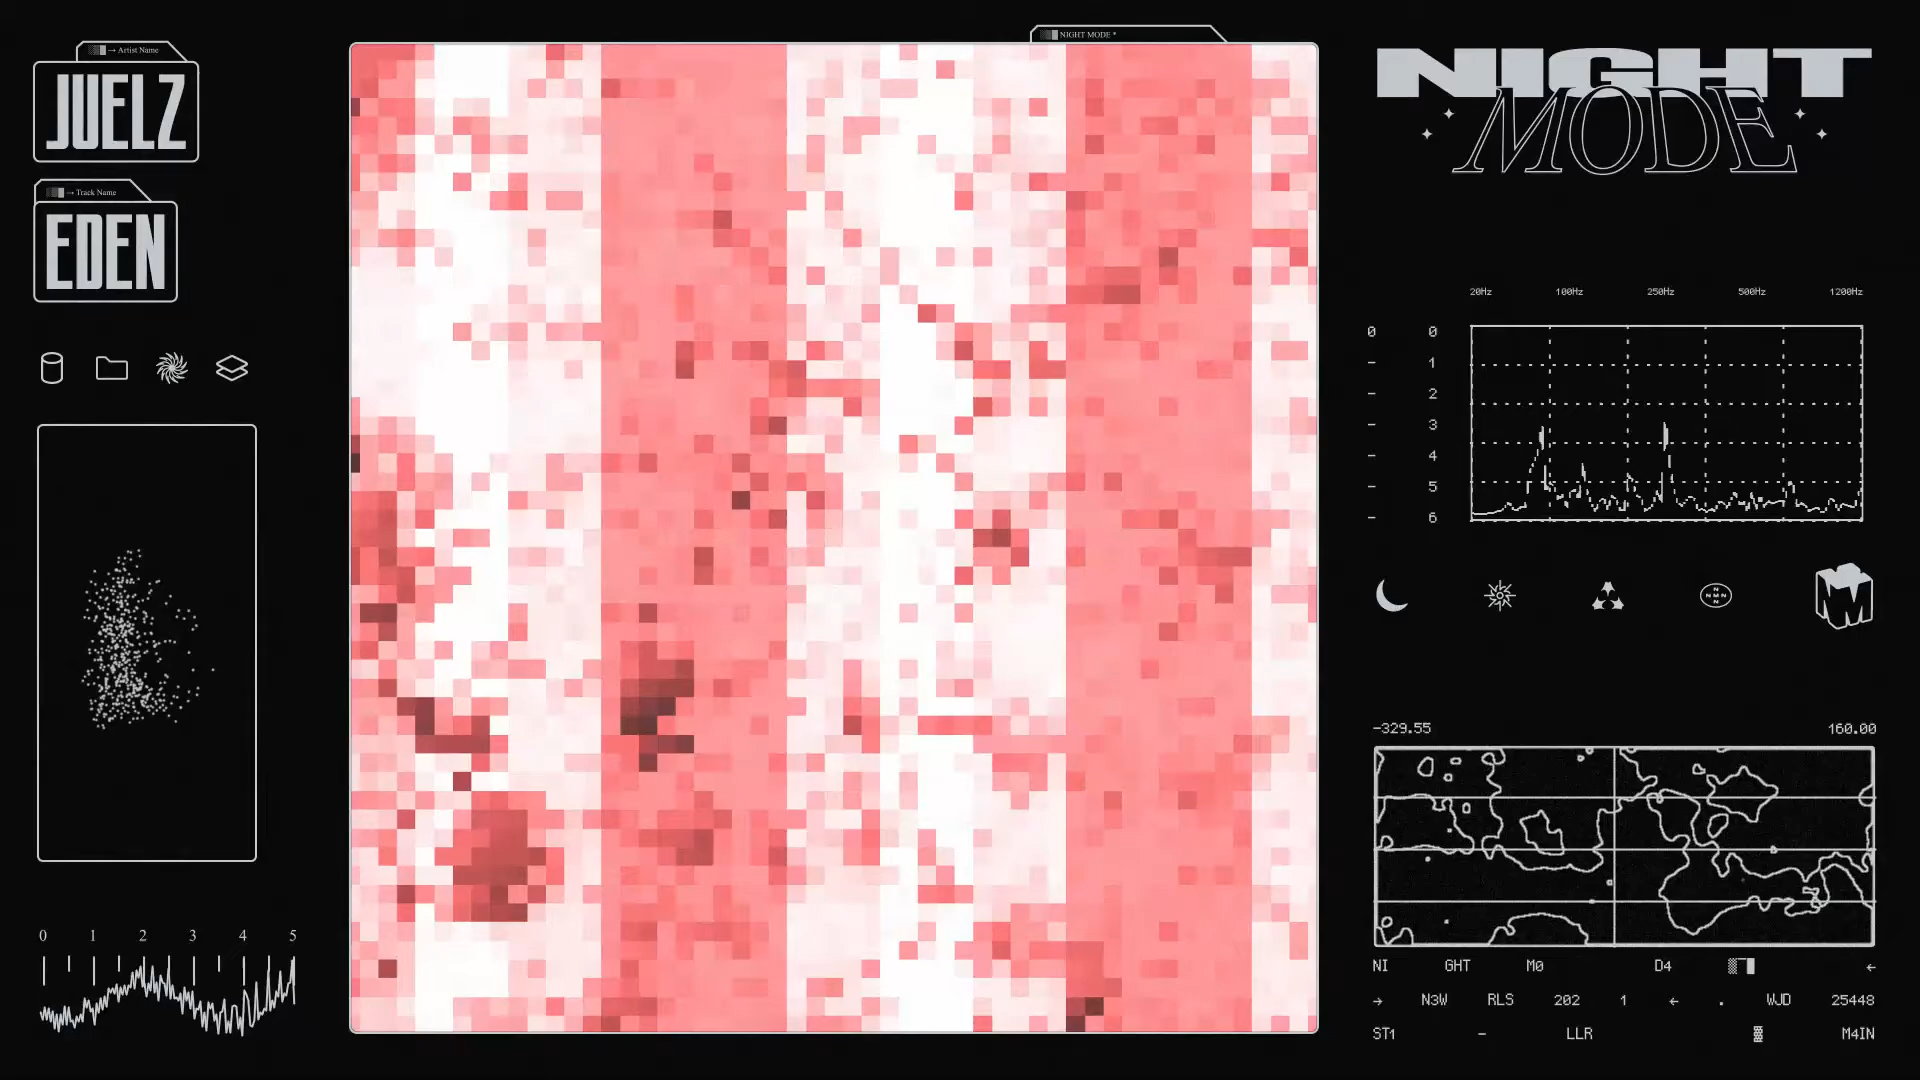 → Artist Name
JUELZ
→ Track Name
EDEN
0 1 2 3 4 5
NIGHT MODE *
NIGHT
MODE
20Hz 100Hz 250Hz 500Hz 1200Hz
0 0
– 1
– 2
– 3
– 4
– 5
– 6
N
N M N
N
NM
-329.55 160.00
NI GHT M0 D4 ←
→ N3W RLS 202 1 ← . WJD 25448
ST1 – LLR M4IN